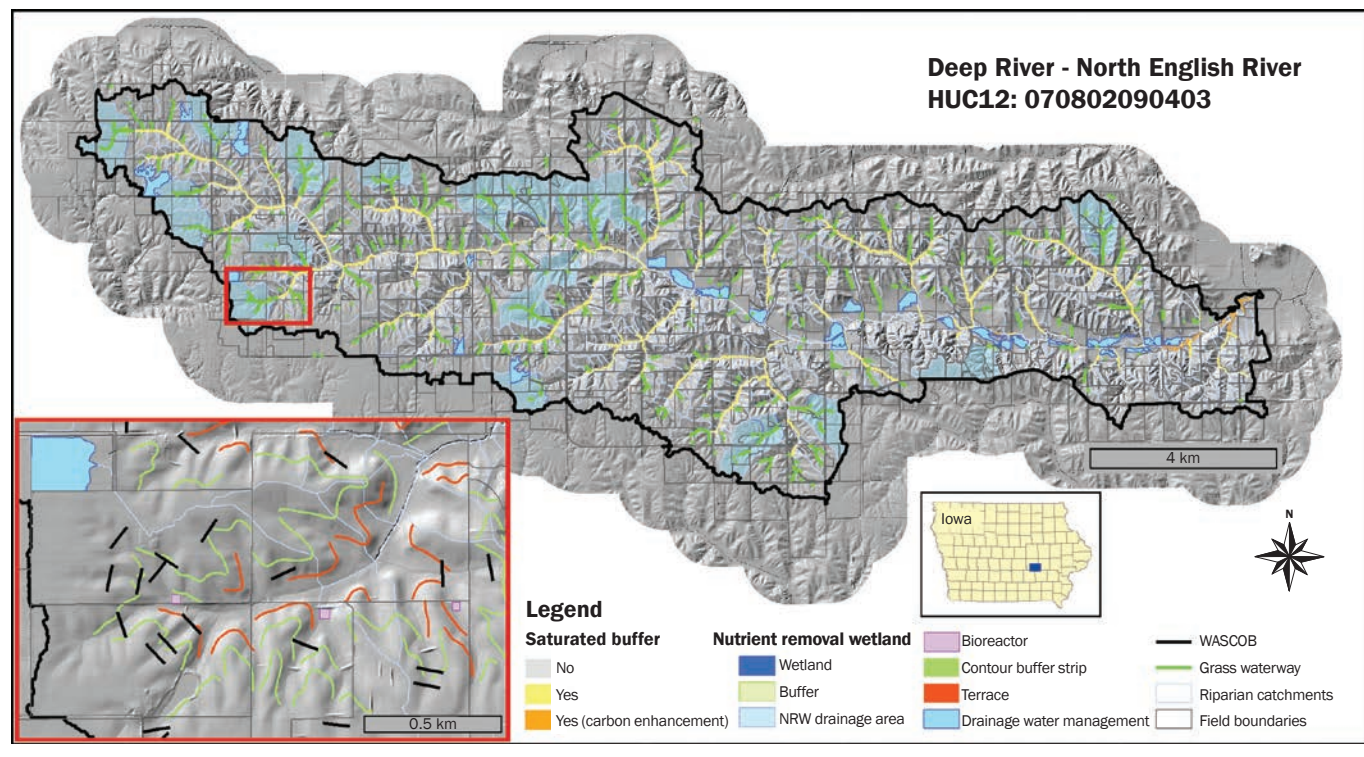 Deep River - North English River
HUC12: 070802090403
4 km
Iowa
N
0.5 km
Legend
Saturated buffer
No
Yes
Yes (carbon enhancement)
Nutrient removal wetland
Wetland
Buffer
NRW drainage area
Bioreactor
Contour buffer strip
Terrace
Drainage water management
WASCOB
Grass waterway
Riparian catchments
Field boundaries